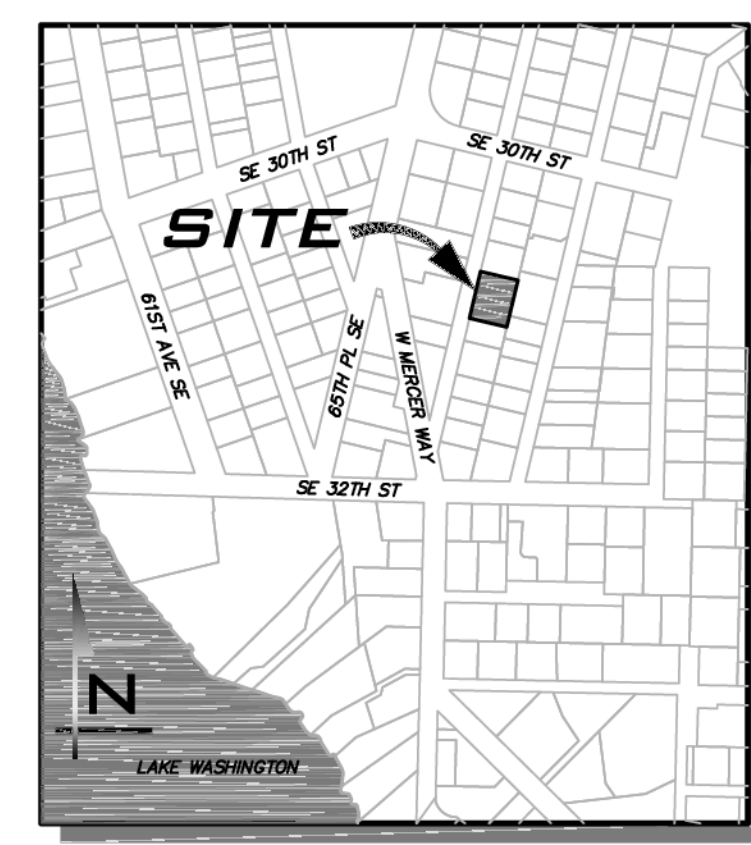 SE 30TH ST
SE 30TH ST
SITE
61ST AVE SE
65TH PL SE
W MERCER WAY
SE 32TH ST
N
LAKE WASHINGTON